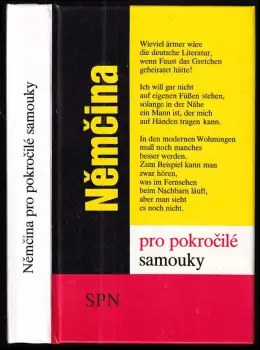 Němčina pro pokročilé samouky
Němčina
Wieviel ärmer wäre
die deutsche Literatur,
wenn Faust das Gretchen
geheiratet hätte!
Ich will gar nicht
auf eigenen Füßen stehen,
solange in der Nähe
ein Mann ist, der mich
auf Händen tragen kann.
In den modernen Wohnungen
muß noch manches
besser werden.
Zum Beispiel kann man
zwar hören,
was im Fernsehen
beim Nachbarn läuft,
aber man sieht
es noch nicht.
pro pokročilé
samouky
SPN